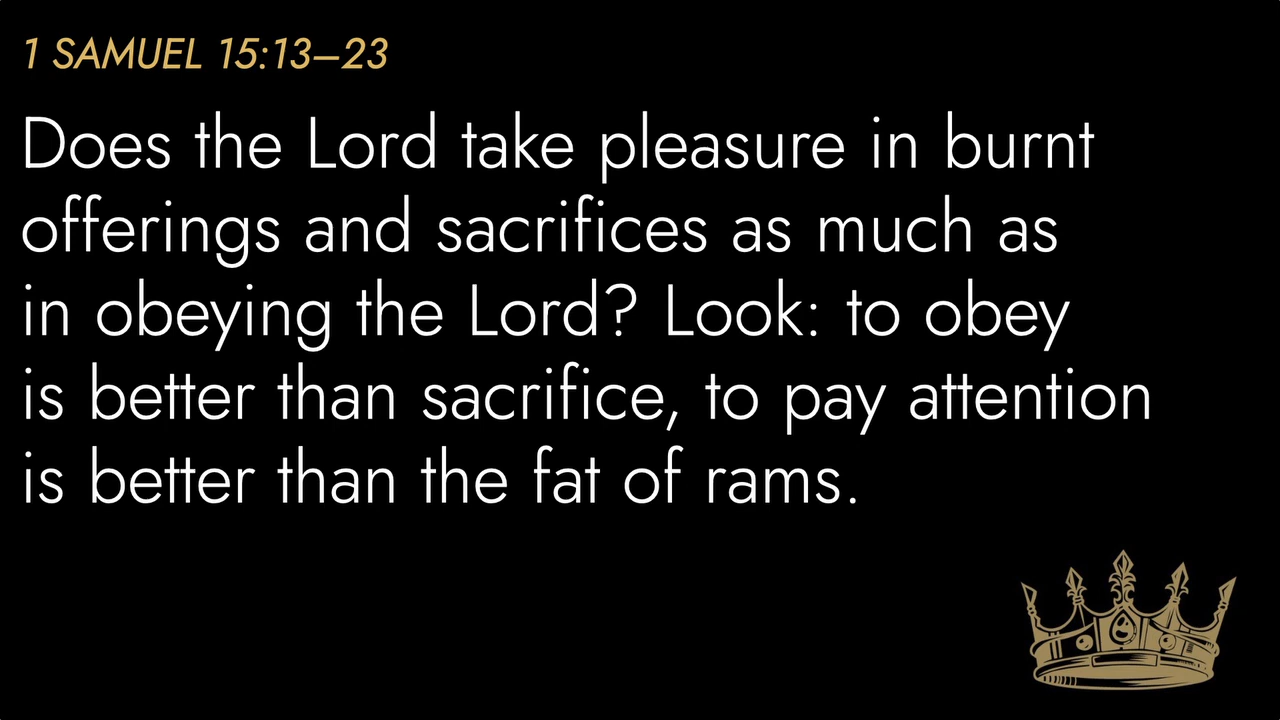 1 SAMUEL 15:13–23
Does the Lord take pleasure in burnt
offerings and sacrifices as much as
in obeying the Lord? Look: to obey
is better than sacrifice, to pay attention
is better than the fat of rams.